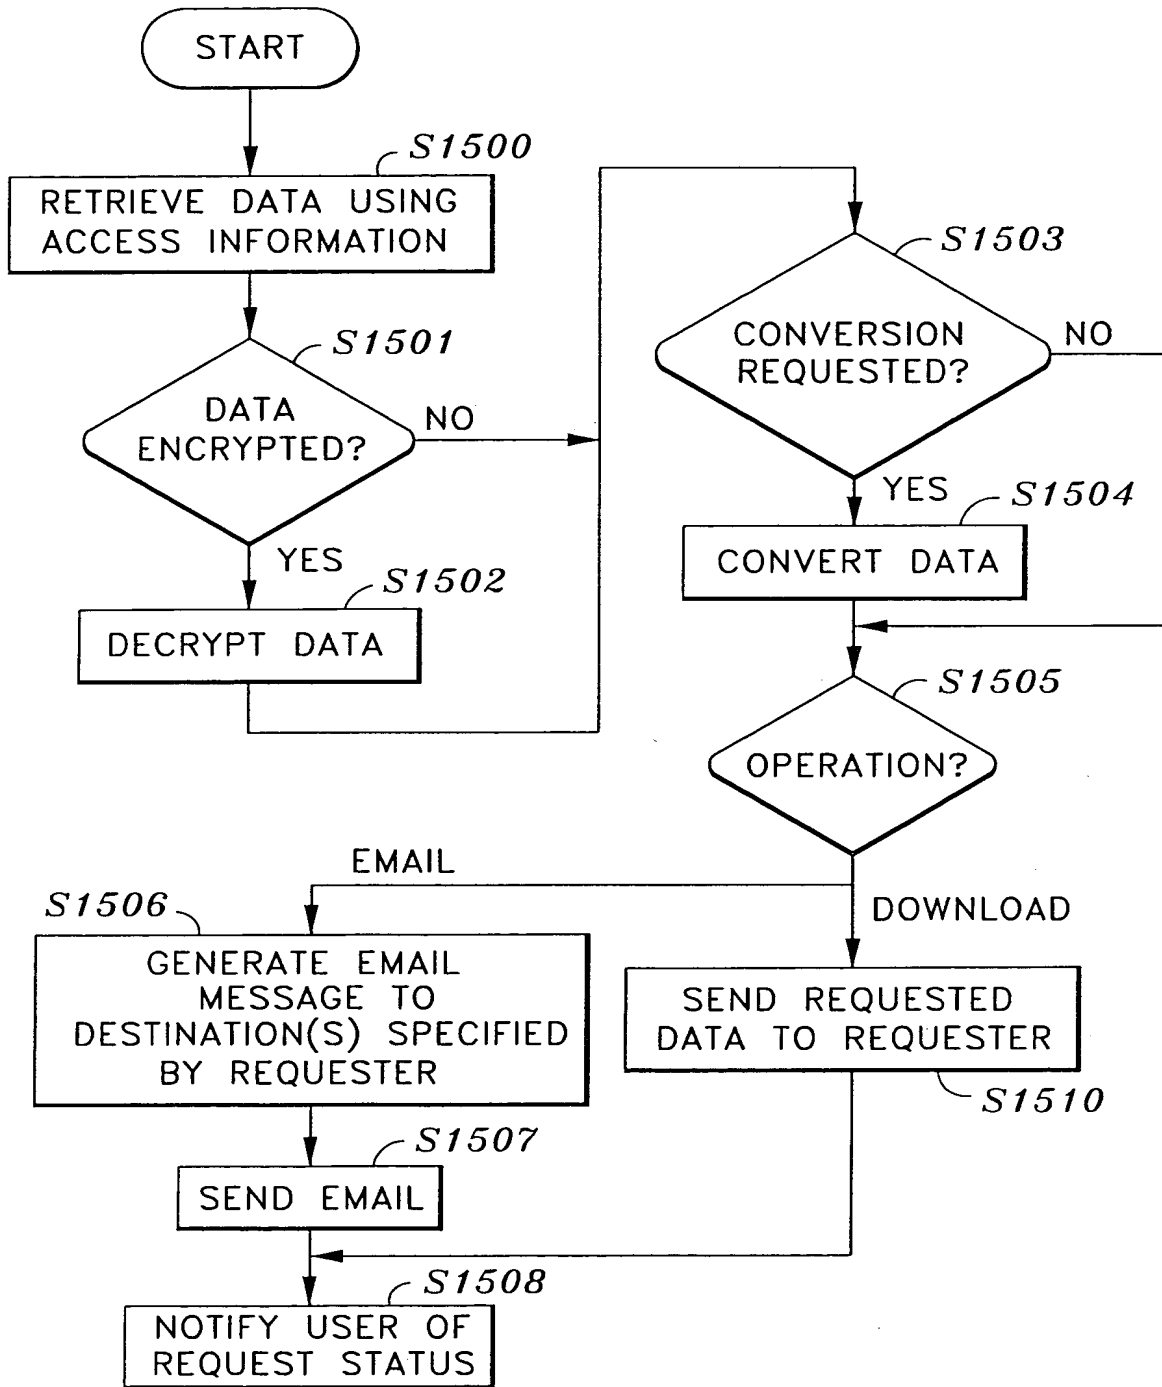 START
S1500
RETRIEVE DATA USING
ACCESS INFORMATION
S1501
DATA
ENCRYPTED?
NO
YES
S1502
DECRYPT DATA
S1503
CONVERSION
REQUESTED?
NO
YES
S1504
CONVERT DATA
S1505
OPERATION?
EMAIL
DOWNLOAD
S1506
GENERATE EMAIL
MESSAGE TO
DESTINATION(S) SPECIFIED
BY REQUESTER
SEND REQUESTED
DATA TO REQUESTER
S1510
S1507
SEND EMAIL
S1508
NOTIFY USER OF
REQUEST STATUS